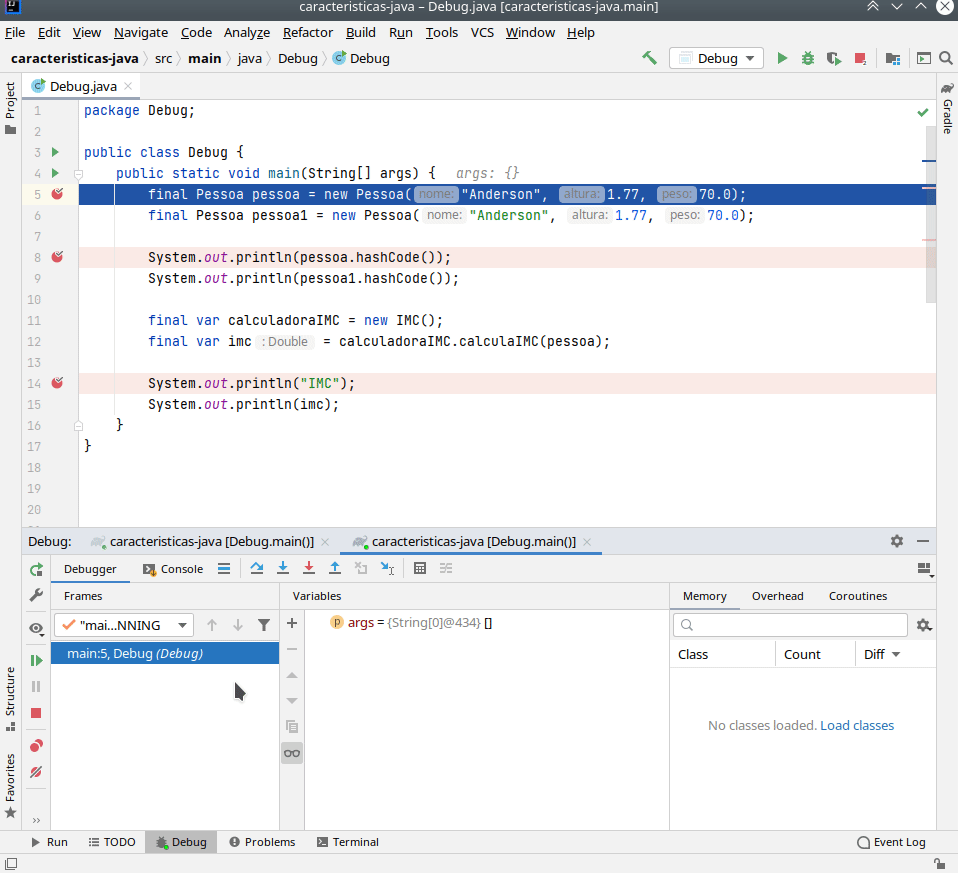 caracteristicas-java – Debug.java [caracteristicas-java.main]
File Edit View Navigate Code Analyze Refactor Build Run Tools VCS Window Help
caracteristicas-java src main java Debug Debug Debug
Project
Debug.java
Gradle
1 package Debug;
2
3 public class Debug {
4 public static void main(String[] args) { args: {}
5 final Pessoa pessoa = new Pessoa( nome: "Anderson", altura: 1.77, peso: 70.0);
6 final Pessoa pessoa1 = new Pessoa( nome: "Anderson", altura: 1.77, peso: 70.0);
7
8 System.out.println(pessoa.hashCode());
9 System.out.println(pessoa1.hashCode());
10
11 final var calculadoraIMC = new IMC();
12 final var imc : Double = calculadoraIMC.calculaIMC(pessoa);
13
14 System.out.println("IMC");
15 System.out.println(imc);
16 }
17 }
18
19
20
Debug: caracteristicas-java [Debug.main()] caracteristicas-java [Debug.main()]
Debugger Console
Frames Variables Memory Overhead Coroutines
"mai...NNING
args = {String[0]@434} []
main:5, Debug (Debug)
Class Count Diff
No classes loaded. Load classes
Structure
Favorites
Run TODO Debug Problems Terminal Event Log